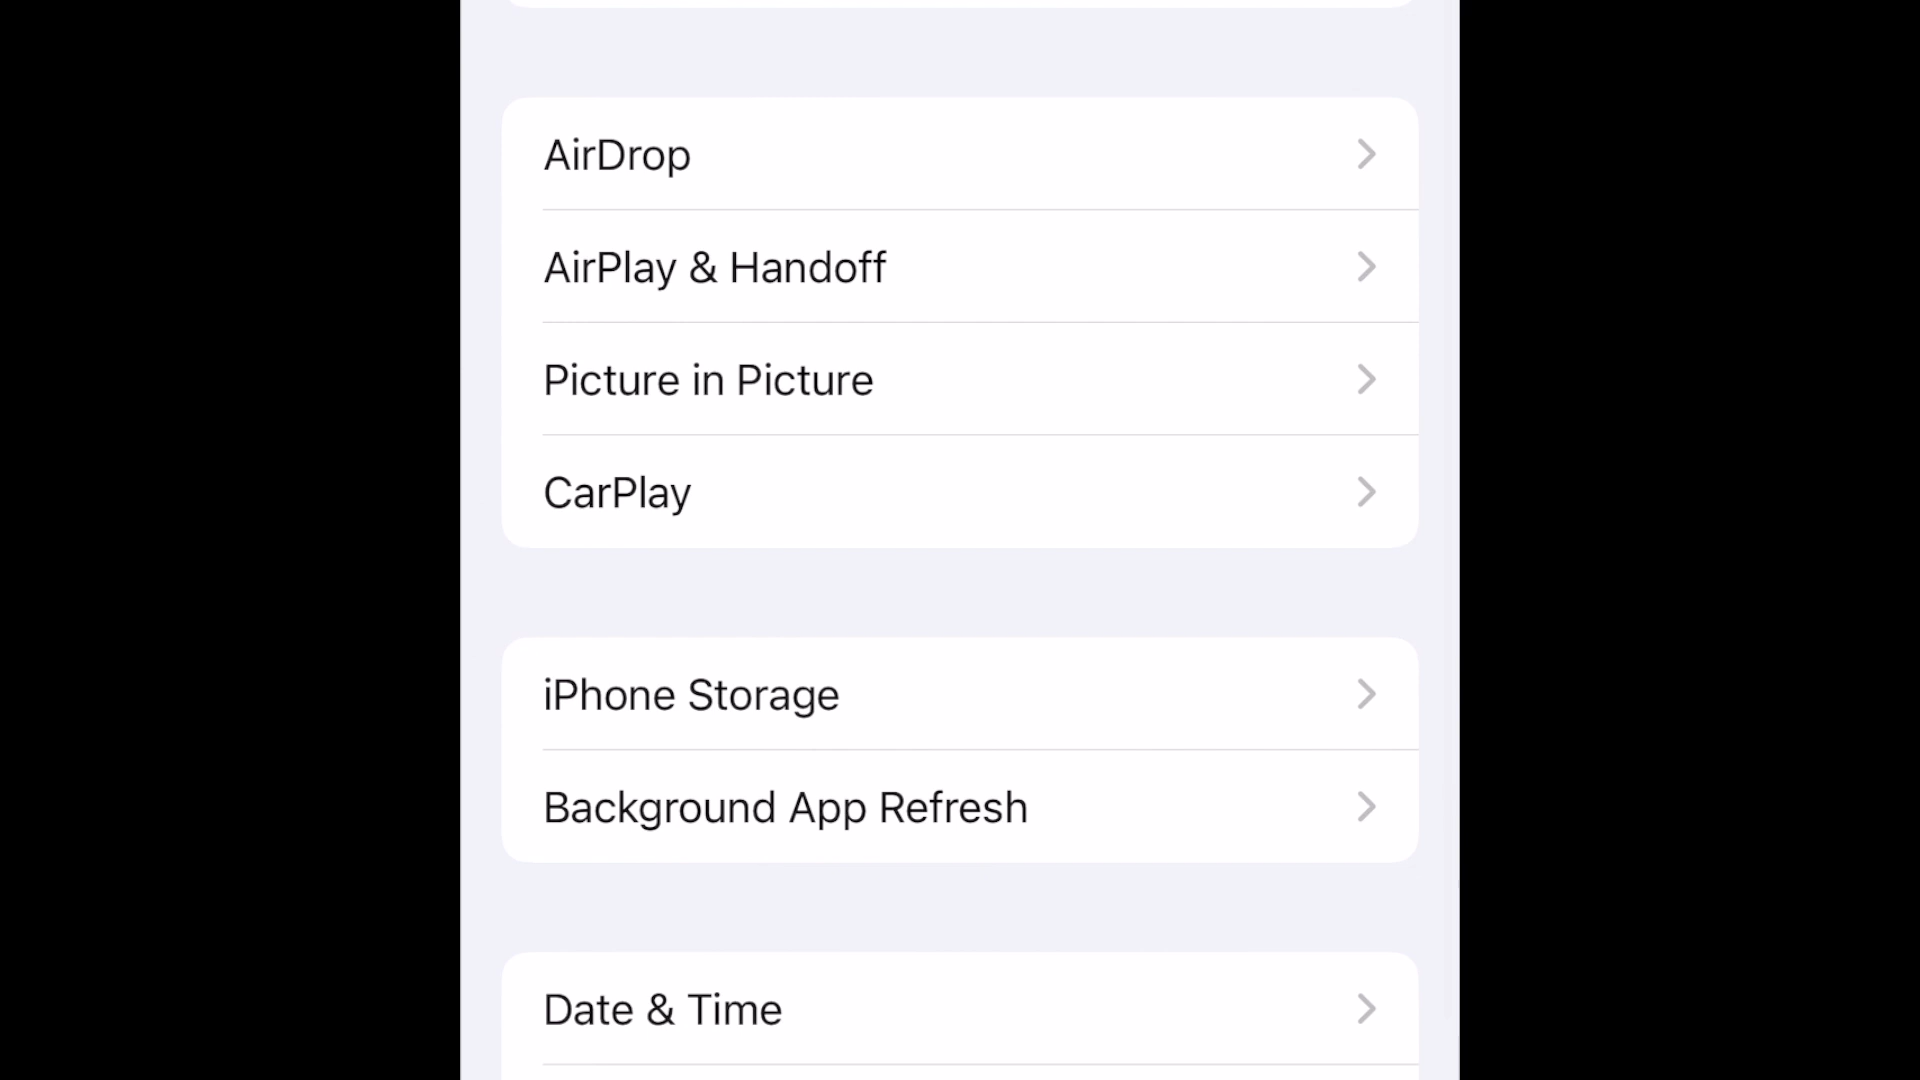 AirDrop
AirPlay & Handoff
Picture in Picture
CarPlay
iPhone Storage
Background App Refresh
Date & Time